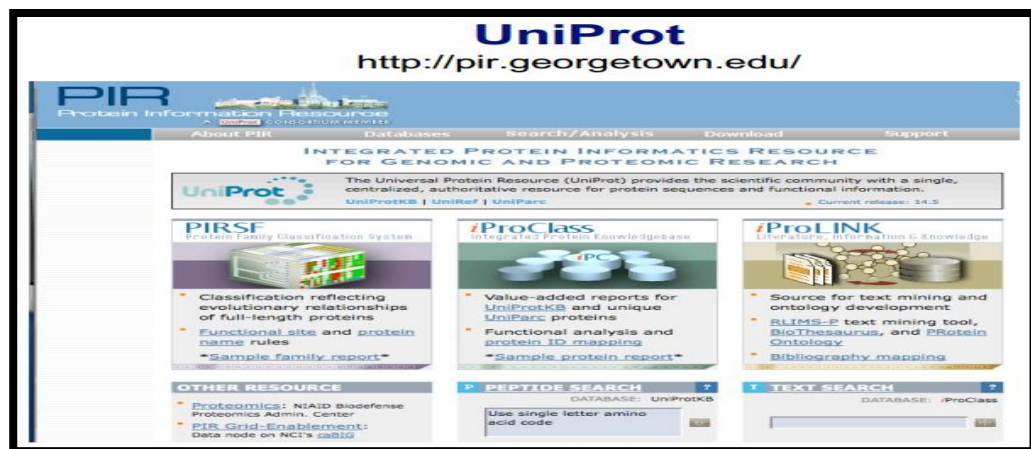 UniProt
http://pir.georgetown.edu/
PIR
Protein Information Resource
A UniProt CONSORTIUM MEMBER
About PIR Databases Search/Analysis Download Support
INTEGRATED PROTEIN INFORMATICS RESOURCE
FOR GENOMIC AND PROTEOMIC RESEARCH
UniProt
The Universal Protein Resource (UniProt) provides the scientific community with a single,
centralized, authoritative resource for protein sequences and functional information.
UniProtKB | UniRef | UniParc
Current release: 14.5
PIRSF
Protein Family Classification System
Classification reflecting
evolutionary relationships
of full-length proteins
Functional site and protein
name rules
*Sample family report*
iProClass
Integrated Protein Knowledgebase
iPC
Value-added reports for
UniProtKB and unique
UniParc proteins
Functional analysis and
protein ID mapping
*Sample protein report*
iProLINK
Literature, Information & Knowledge
Source for text mining and
ontology development
RLIMS-P text mining tool,
BioThesaurus, and PRotein
Ontology
Bibliography mapping
OTHER RESOURCE
Proteomics: NIAID Biodefense
Proteomics Admin. Center
PIR Grid-Enablement:
Data node on NCI's caBIG
P PEPTIDE SEARCH ?
DATABASE: UniProtKB
Use single letter amino
acid code
T TEXT SEARCH ?
DATABASE: iProClass